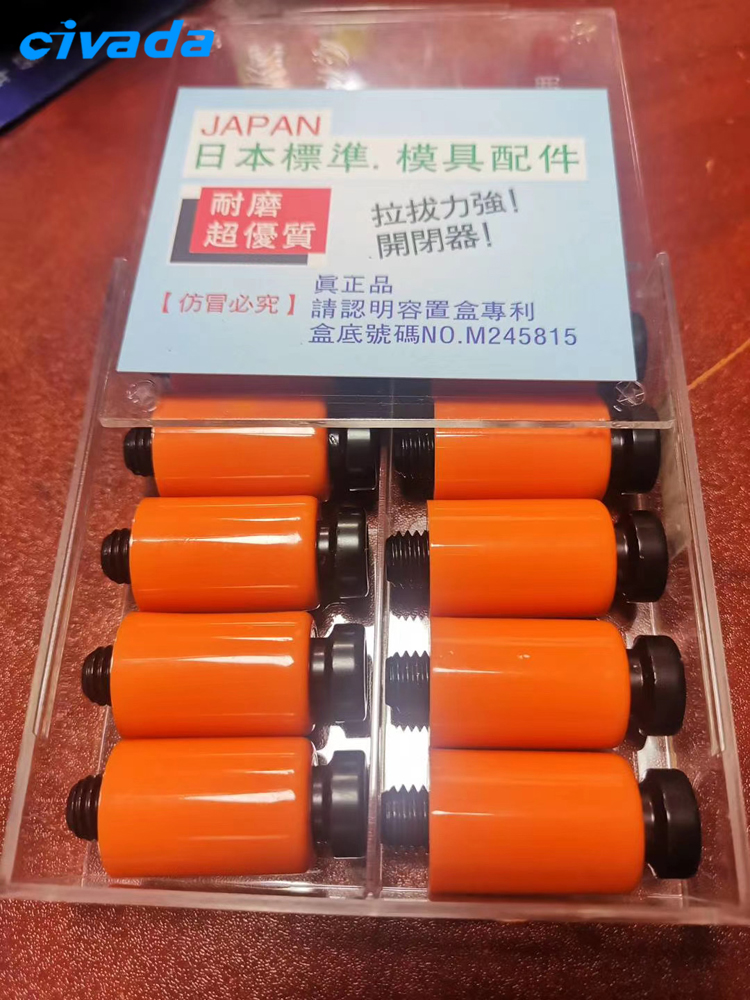 civada
JAPAN
日本標準.模具配件
耐磨
超優質
拉拔力強!
開閉器!
【仿冒必究】
眞正品
請認明容置盒專利
盒底號碼NO.M245815